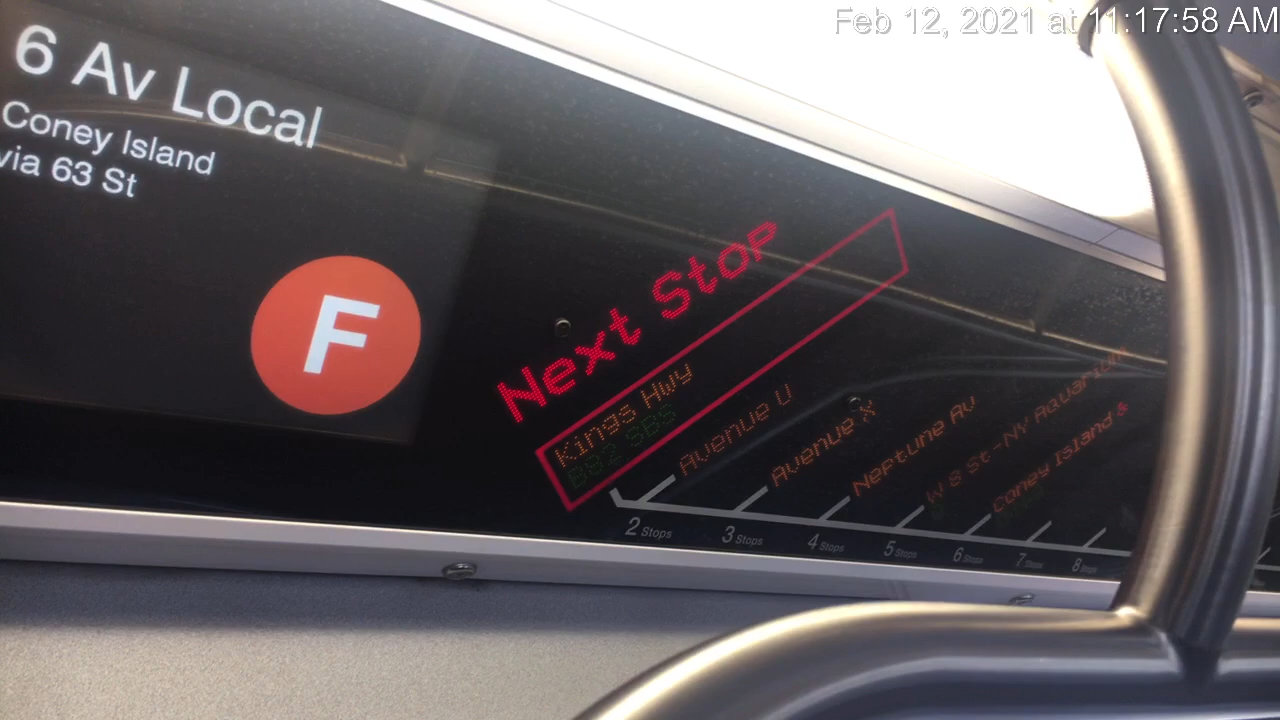 Feb 12, 2021 at 11:17:58 AM
6 Av Local
Coney Island
via 63 St
F
Next Stop
Kings Hwy
B82 SBS
Avenue U
Avenue X
Neptune Av
W 8 St-NY Aquarium
Coney Island
2 Stops
3 Stops
4 Stops
5 Stops
6 Stops
7 Stops
8 Stops